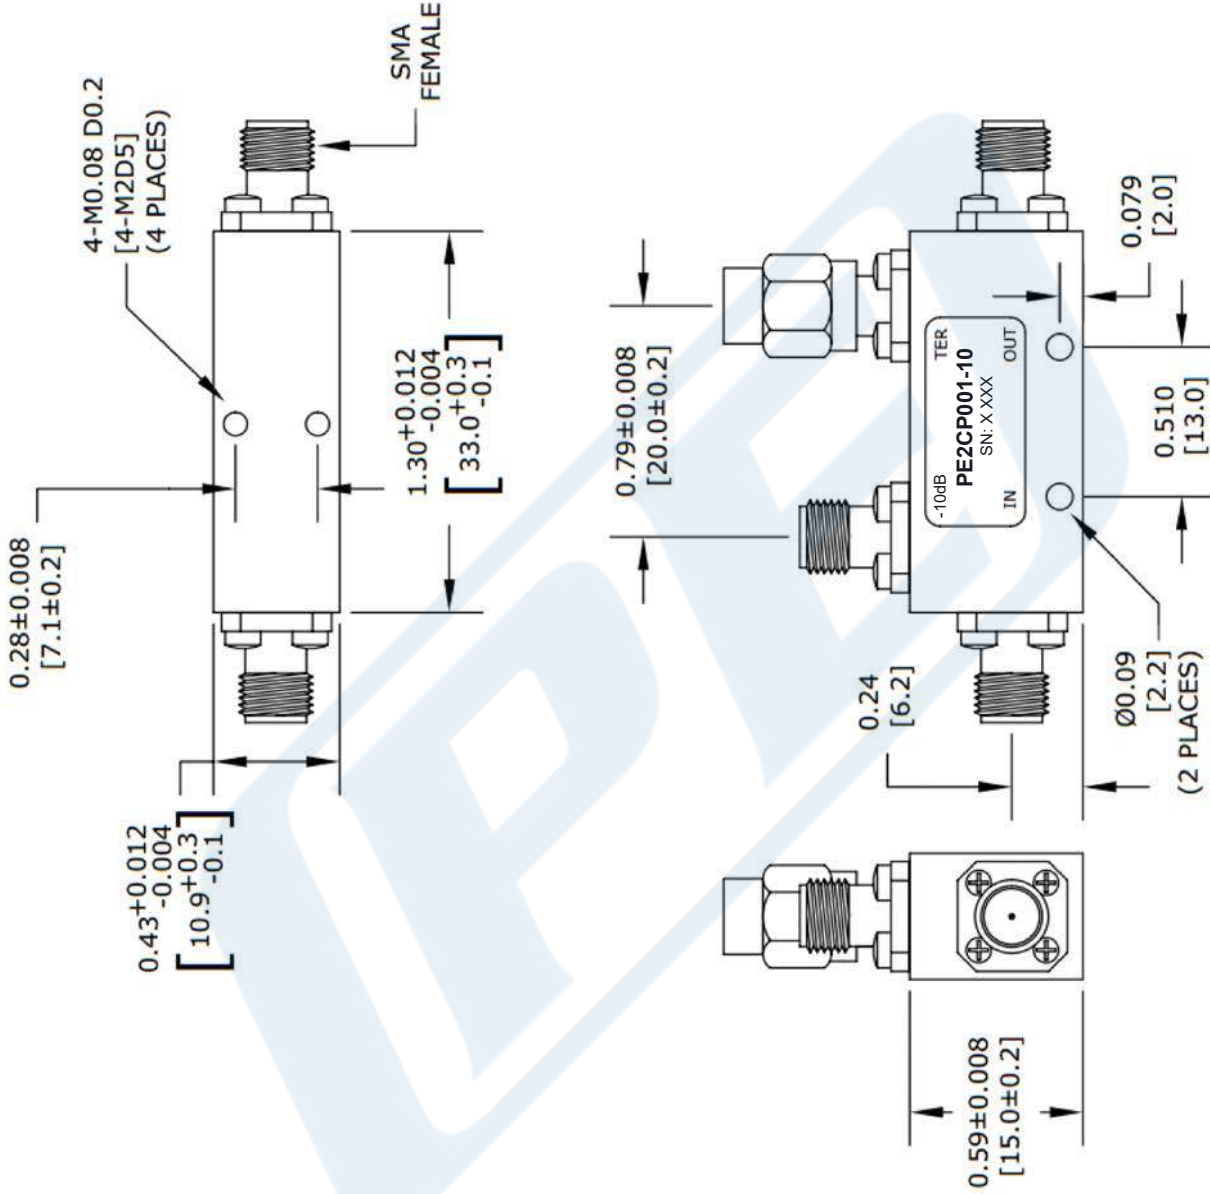 0.28±0.008
[7.1±0.2]
4-M0.08 D0.2
[4-M2D5]
(4 PLACES)
SMA
FEMALE
0.43+0.012
-0.004
[10.9+0.3
-0.1]
1.30+0.012
-0.004
[33.0+0.3
-0.1]
0.79±0.008
[20.0±0.2]
-10dB
TER
PE2CP001-10
SN: X XXX
IN
OUT
0.079
[2.0]
0.510
[13.0]
0.24
[6.2]
Ø0.09
[2.2]
(2 PLACES)
0.59±0.008
[15.0±0.2]
PE